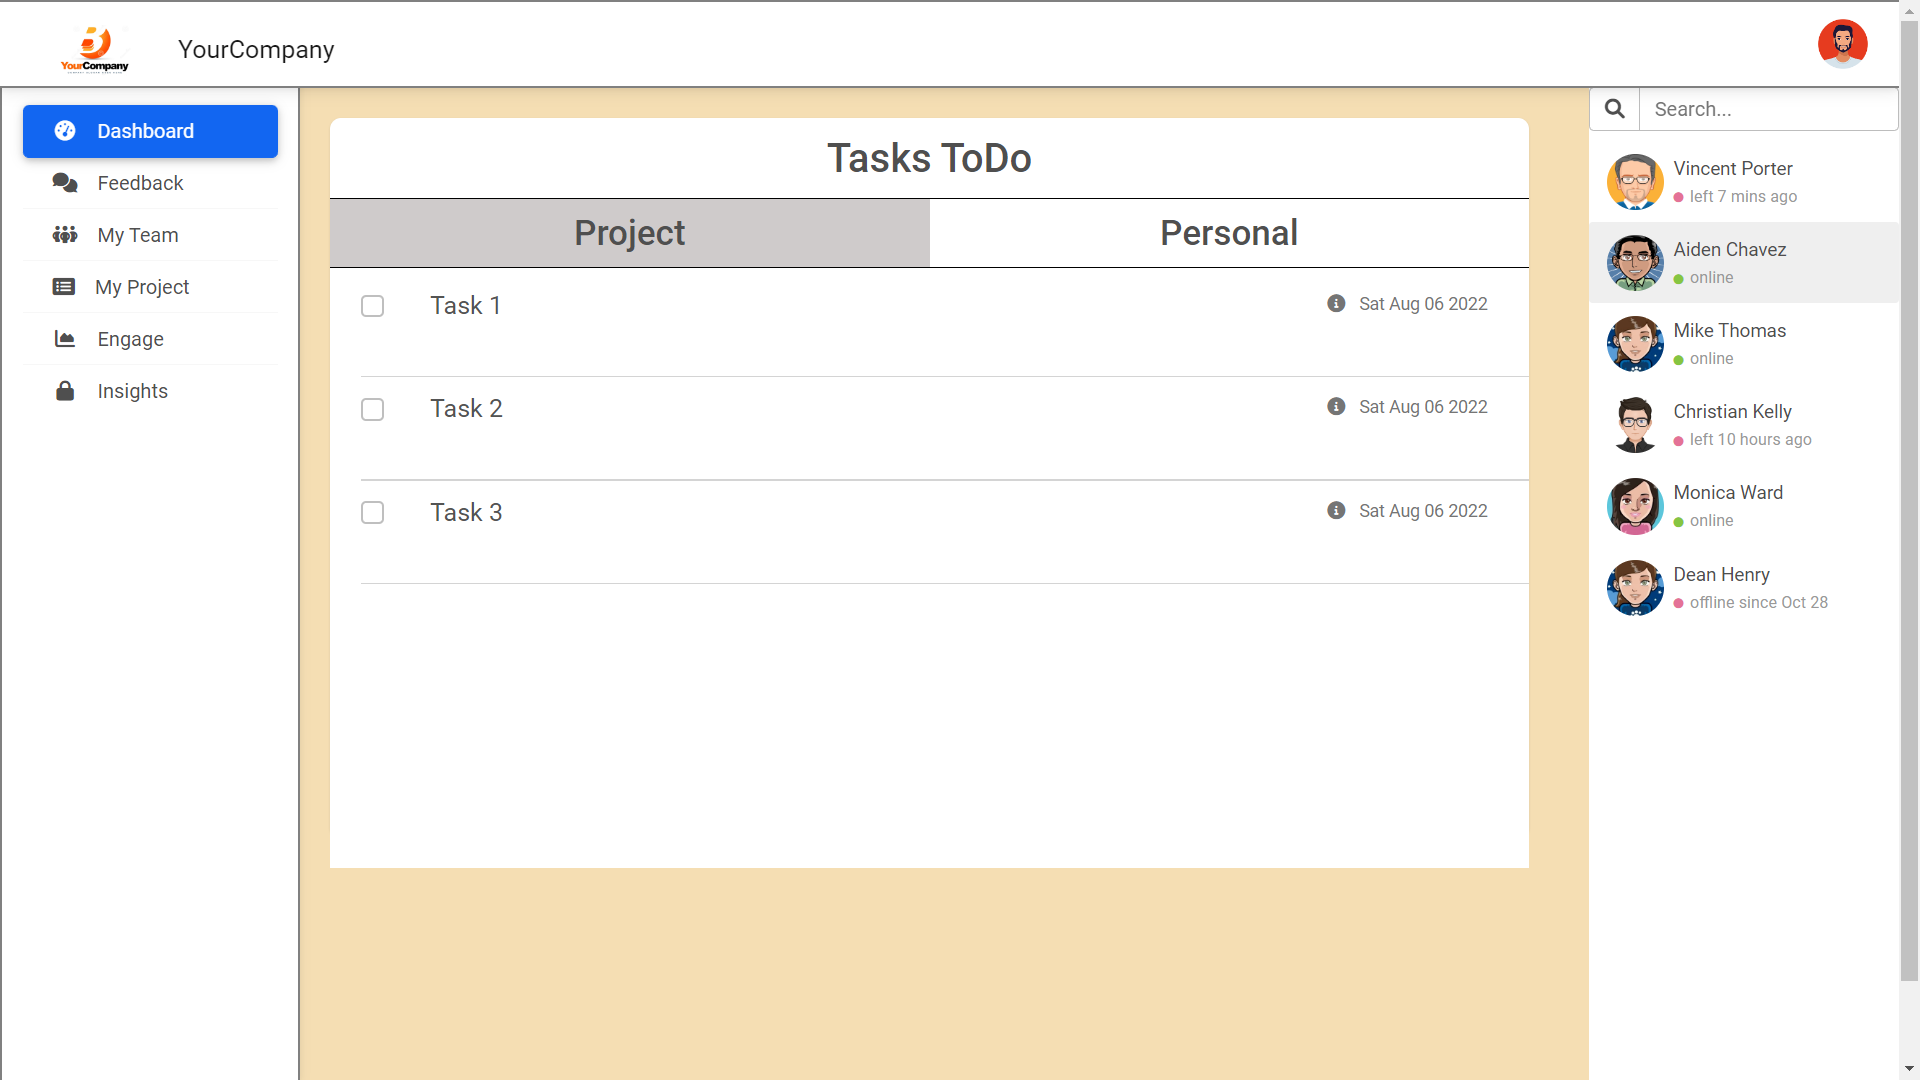 YourCompany
YourCompany
Dashboard
Feedback
My Team
My Project
Engage
Insights
Tasks ToDo
Project
Personal
Task 1
Sat Aug 06 2022
Task 2
Sat Aug 06 2022
Task 3
Sat Aug 06 2022
Search...
Vincent Porter
left 7 mins ago
Aiden Chavez
online
Mike Thomas
online
Christian Kelly
left 10 hours ago
Monica Ward
online
Dean Henry
offline since Oct 28